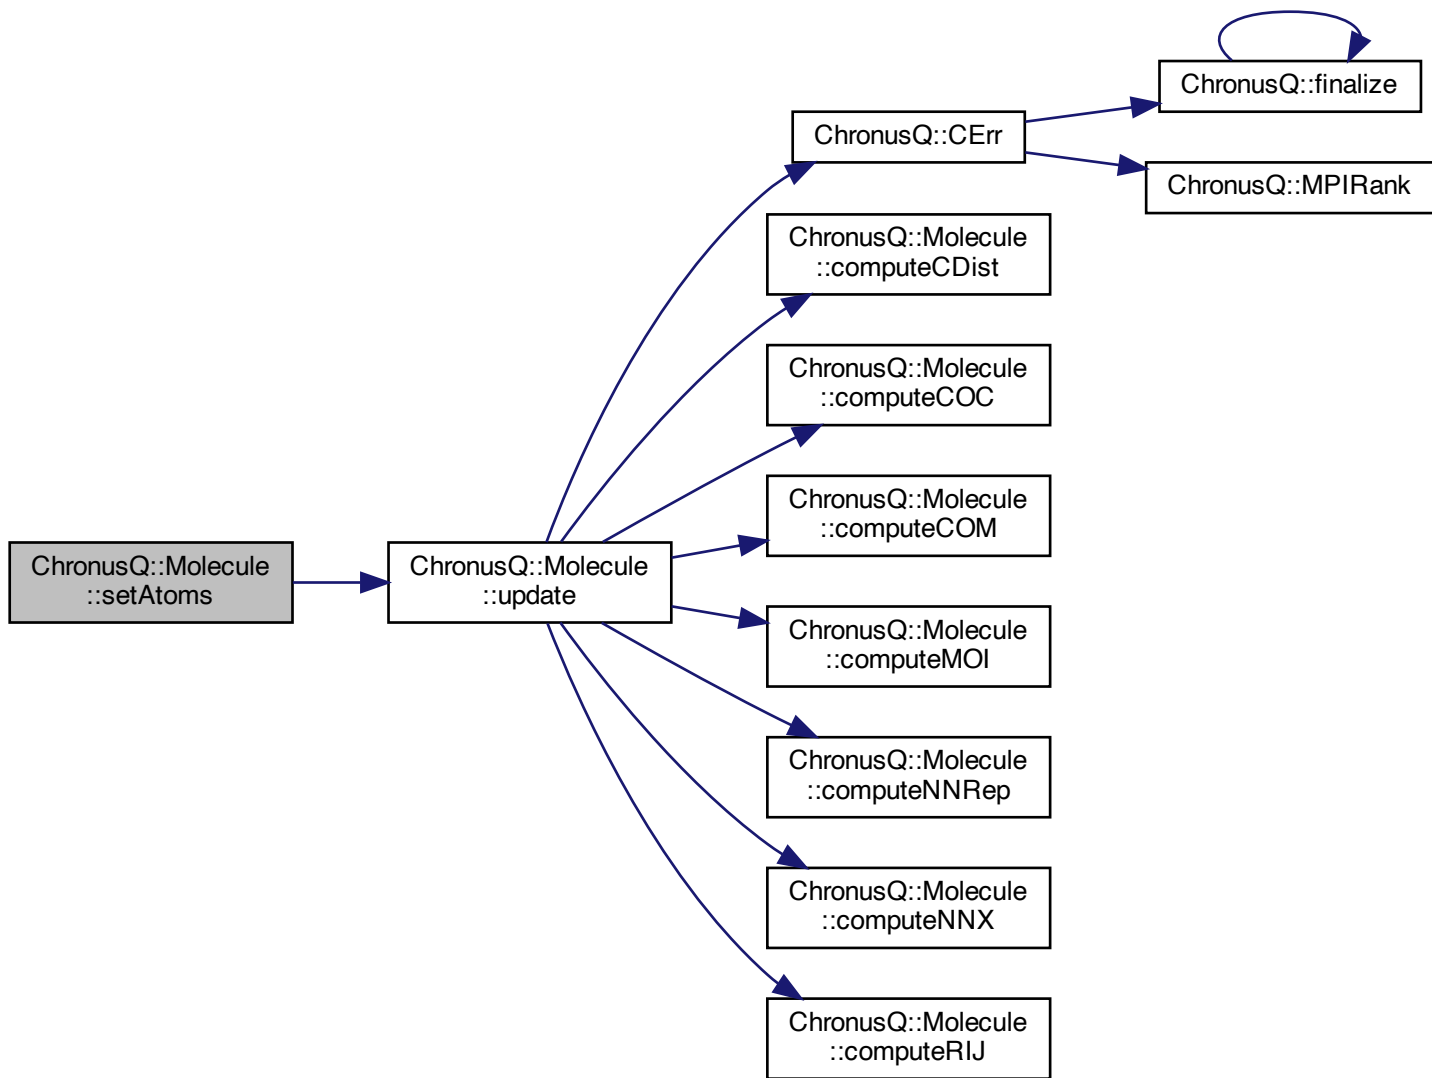 ChronusQ::finalize
ChronusQ::CErr
ChronusQ::MPIRank
ChronusQ::Molecule
::computeCDist
ChronusQ::Molecule
::computeCOC
ChronusQ::Molecule
::computeCOM
ChronusQ::Molecule
::setAtoms
ChronusQ::Molecule
::update
ChronusQ::Molecule
::computeMOI
ChronusQ::Molecule
::computeNNRep
ChronusQ::Molecule
::computeNNX
ChronusQ::Molecule
::computeRIJ